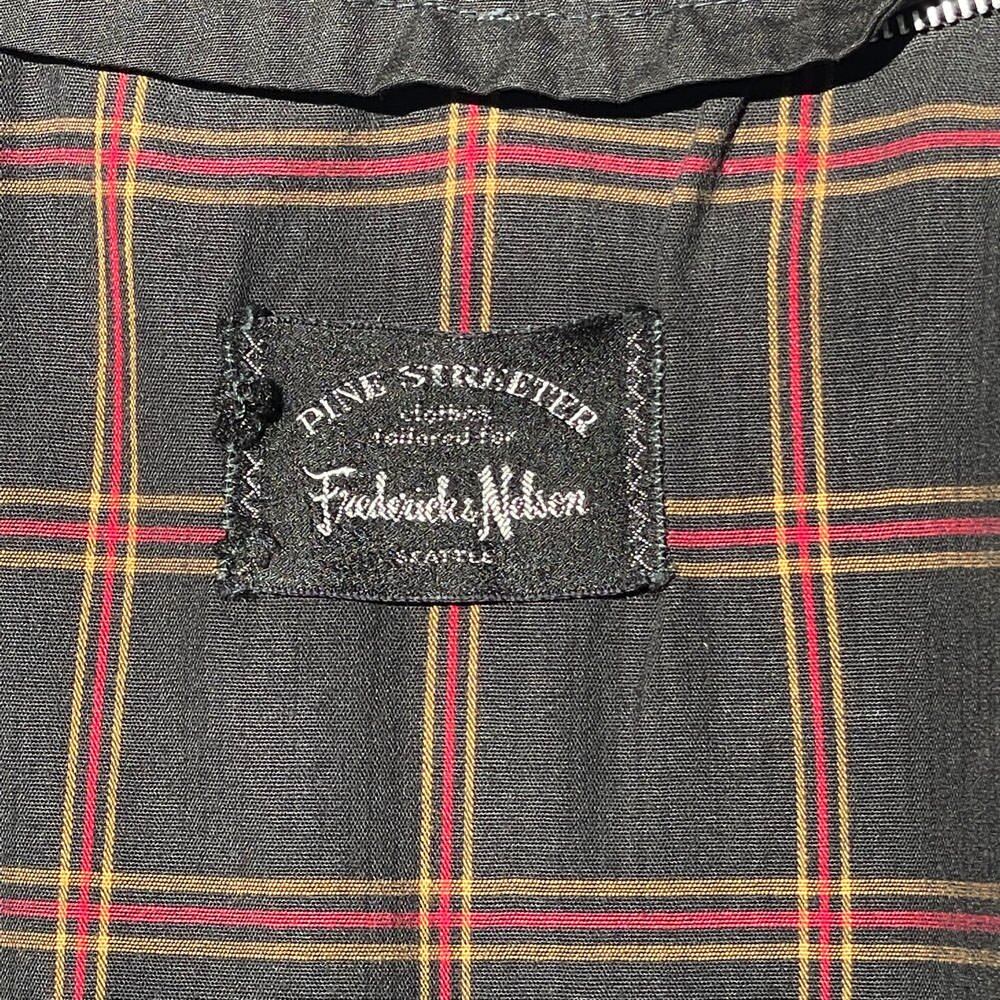 PINE STREETER
clothes
tailored for
Frederick & Nelson
SEATTLE